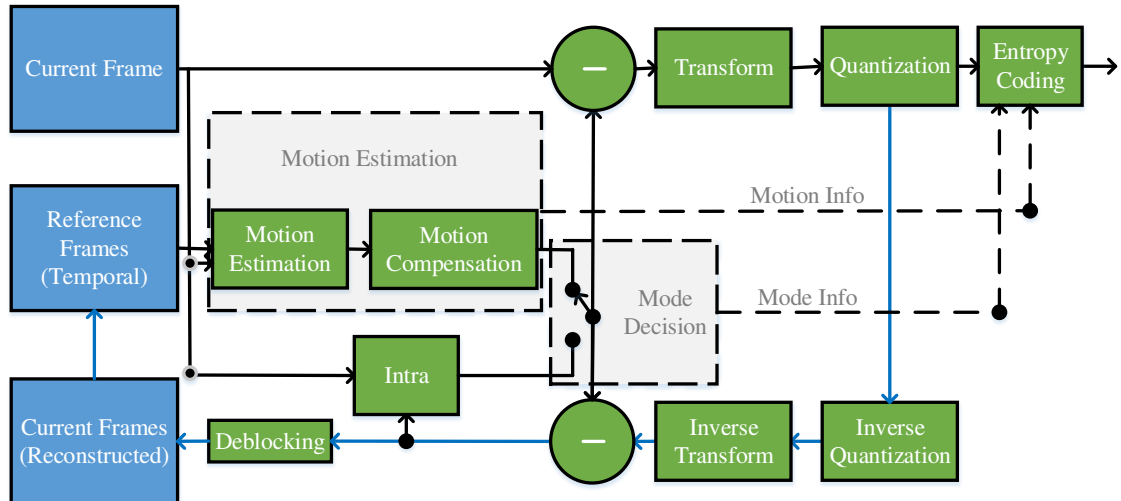 Current Frame
−
Transform
Quantization
Entropy
Coding
Motion Estimation
Motion Info
Reference
Frames
(Temporal)
Motion
Estimation
Motion
Compensation
Mode
Decision
Mode Info
Intra
Current Frames
(Reconstructed)
Deblocking
−
Inverse
Transform
Inverse
Quantization